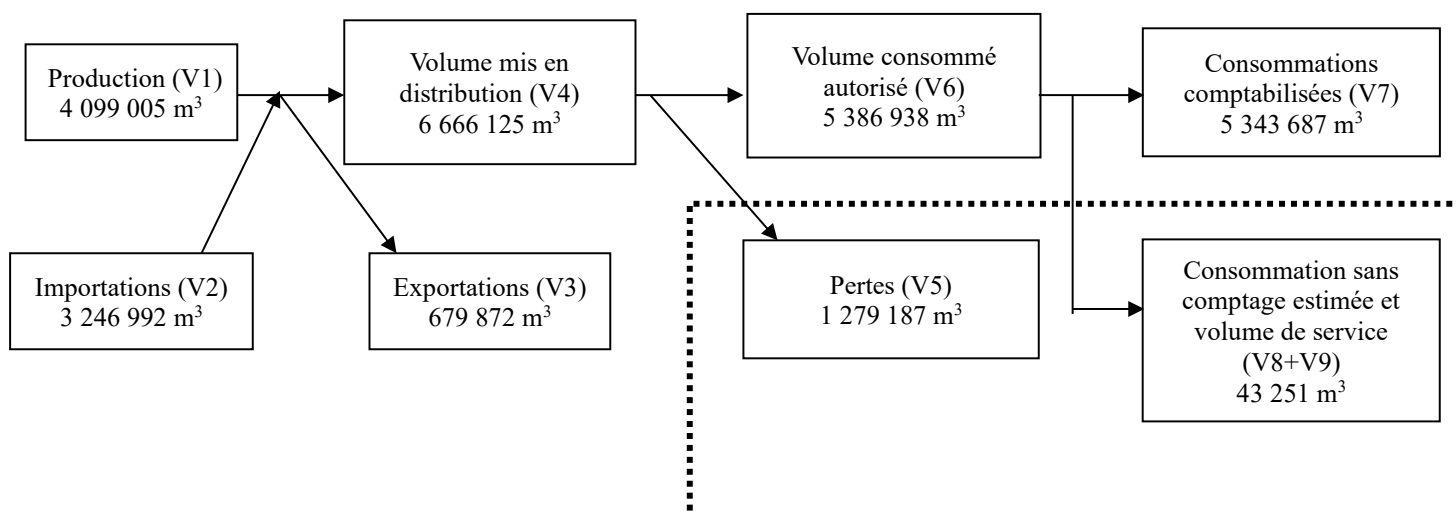 Production (V1)
4 099 005 m³
Volume mis en
distribution (V4)
6 666 125 m³
Volume consommé
autorisé (V6)
5 386 938 m³
Consommations
comptabilisées (V7)
5 343 687 m³
Importations (V2)
3 246 992 m³
Exportations (V3)
679 872 m³
Pertes (V5)
1 279 187 m³
Consommation sans
comptage estimée et
volume de service
(V8+V9)
43 251 m³